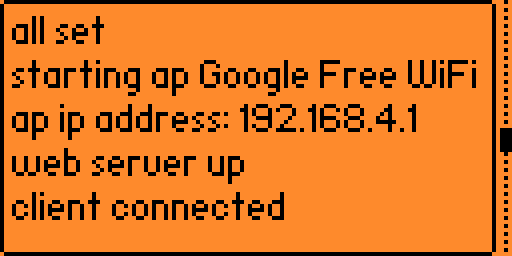 all set
starting ap Google Free WiFi
ap ip address: 192.168.4.1
web server up
client connected